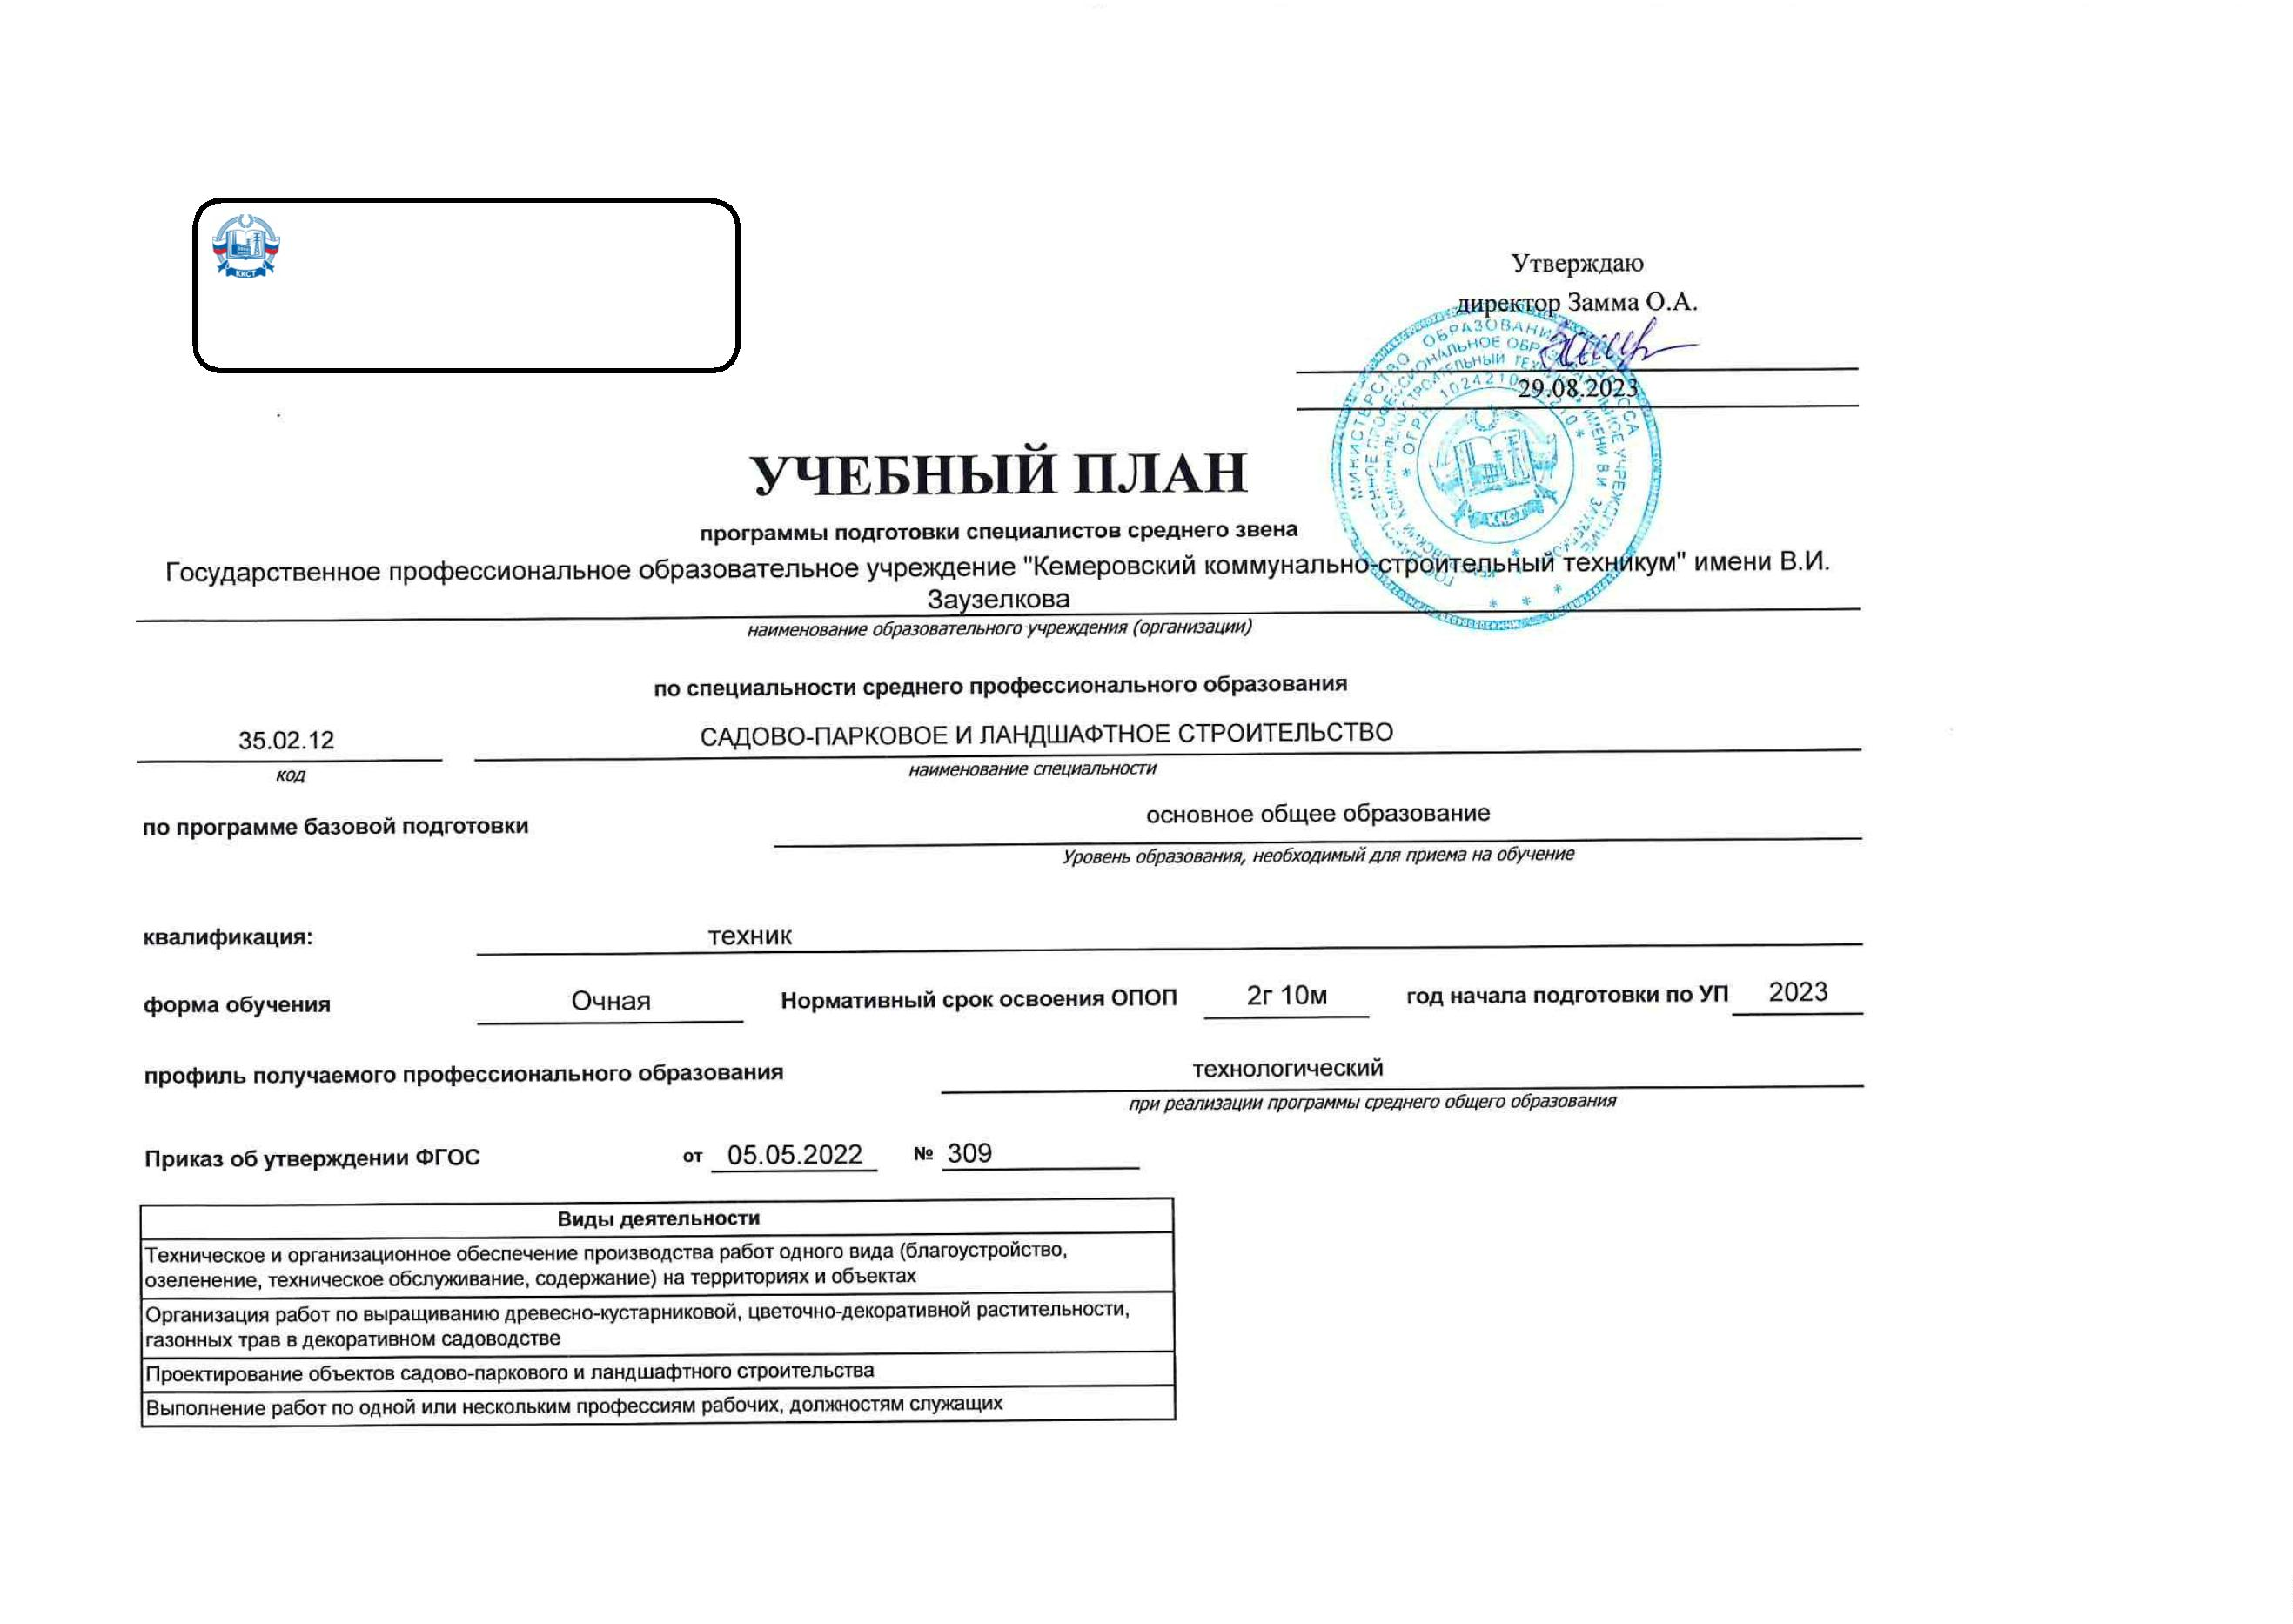 ККСТ
Утверждаю
директор Замма О.А.
29.08.2023
УЧЕБНЫЙ ПЛАН
программы подготовки специалистов среднего звена
Государственное профессиональное образовательное учреждение "Кемеровский коммунально-строительный техникум" имени В.И.
Заузелкова
наименование образовательного учреждения (организации)
по специальности среднего профессионального образования
35.02.12 САДОВО-ПАРКОВОЕ И ЛАНДШАФТНОЕ СТРОИТЕЛЬСТВО
код наименование специальности
по программе базовой подготовки основное общее образование
Уровень образования, необходимый для приема на обучение
квалификация: техник
форма обучения Очная Нормативный срок освоения ОПОП 2г 10м год начала подготовки по УП 2023
профиль получаемого профессионального образования технологический
при реализации программы среднего общего образования
Приказ об утверждении ФГОС от 05.05.2022 № 309
Виды деятельности
Техническое и организационное обеспечение производства работ одного вида (благоустройство,
озеленение, техническое обслуживание, содержание) на территориях и объектах
Организация работ по выращиванию древесно-кустарниковой, цветочно-декоративной растительности,
газонных трав в декоративном садоводстве
Проектирование объектов садово-паркового и ландшафтного строительства
Выполнение работ по одной или нескольким профессиям рабочих, должностям служащих